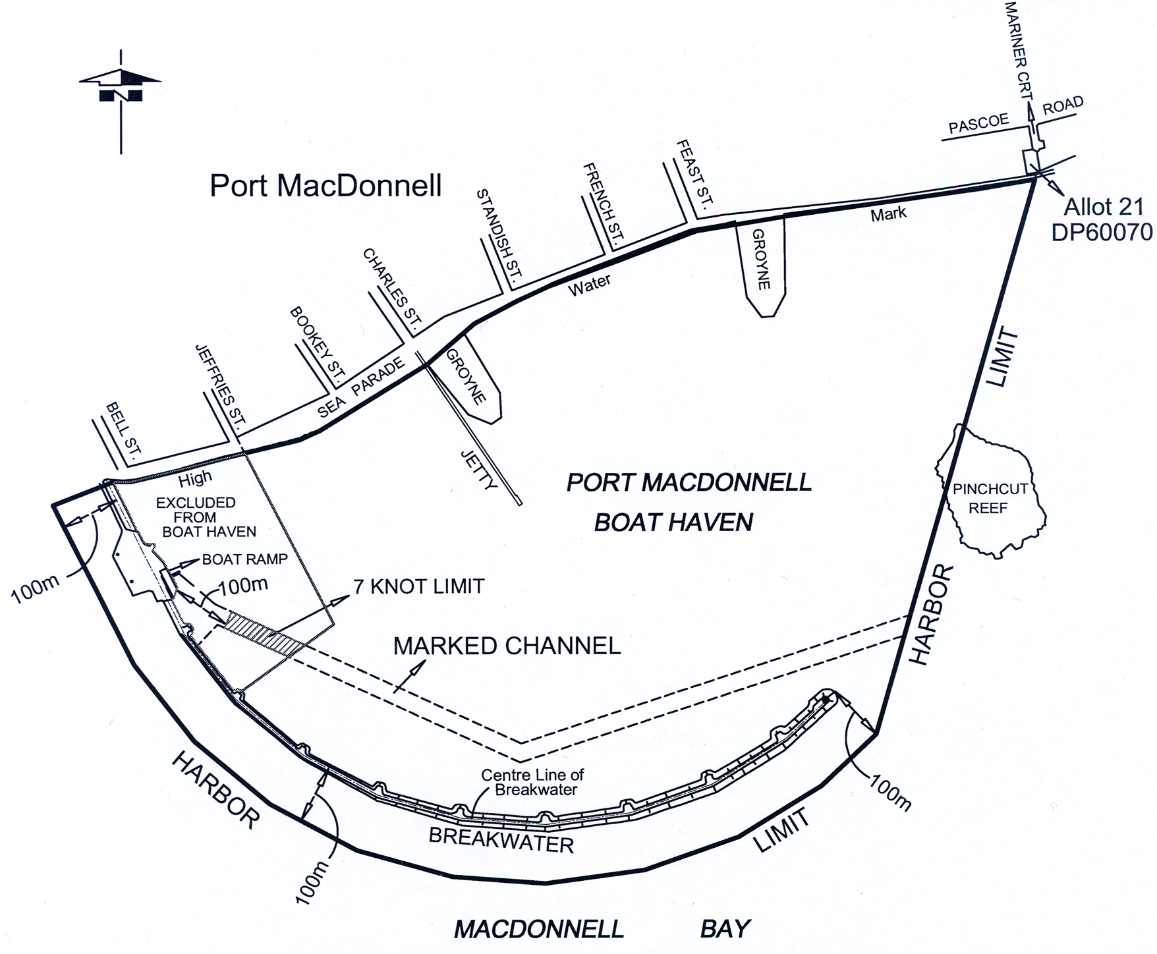 MARINER CRT
PASCOE ROAD
N
Port MacDonnell
FEAST ST.
FRENCH ST.
STANDISH ST.
Allot 21
DP60070
Mark
GROYNE
Water
CHARLES ST.
BOOKEY ST.
JEFFRIES ST.
BELL ST.
SEA PARADE
GROYNE
JETTY
LIMIT
High
EXCLUDED
FROM
BOAT HAVEN
PORT MACDONNELL
BOAT HAVEN
PINCHCUT
REEF
BOAT RAMP
100m
100m
7 KNOT LIMIT
MARKED CHANNEL
HARBOR
Centre Line of
Breakwater
HARBOR
BREAKWATER
LIMIT
100m
100m
MACDONNELL BAY